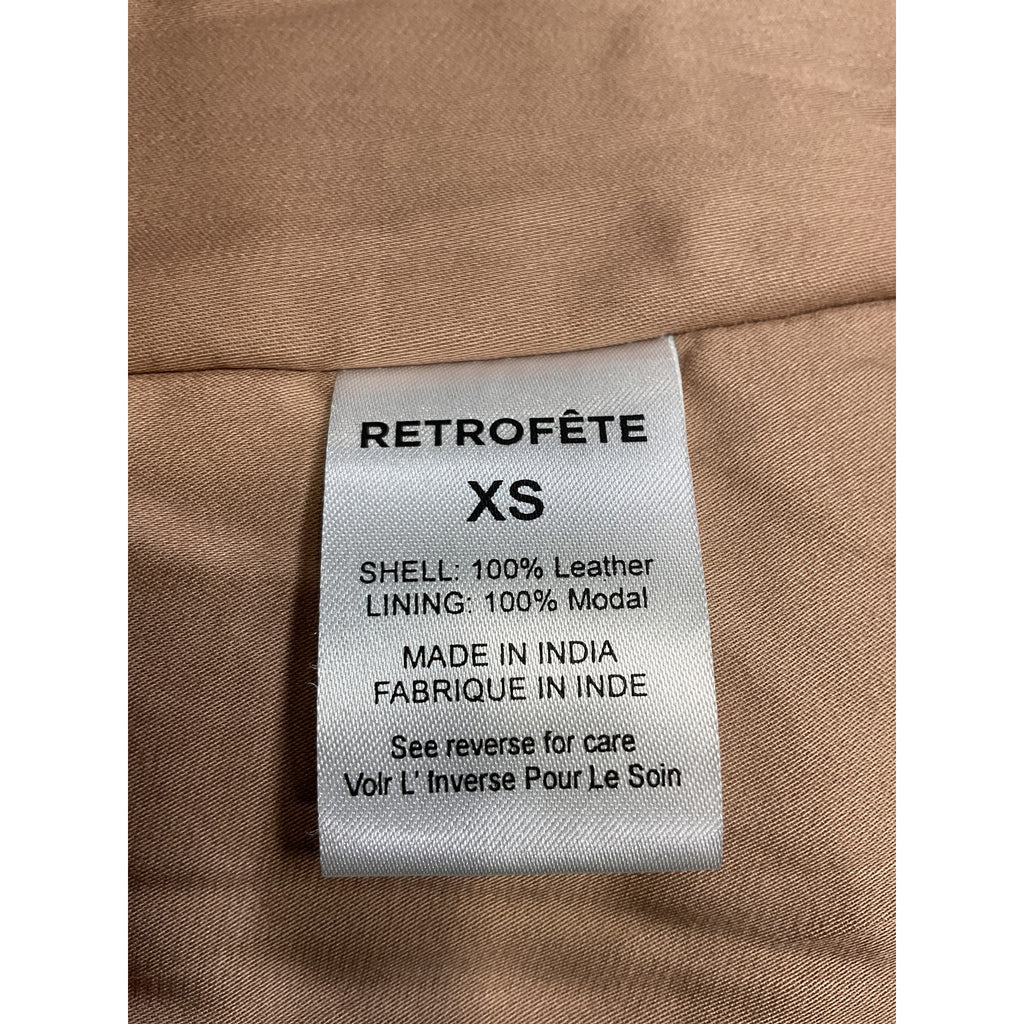 RETROFÊTE
XS
SHELL: 100% Leather
LINING: 100% Modal
MADE IN INDIA
FABRIQUE IN INDE
See reverse for care
Voir L' Inverse Pour Le Soin